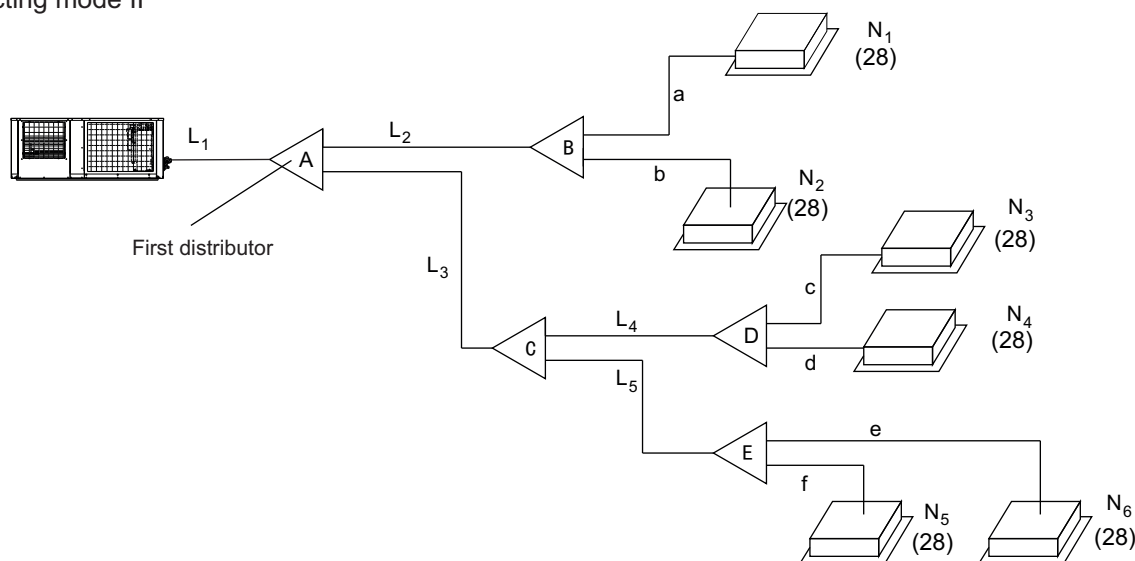 cting mode II
N1
(28)
a
L1
L2
A
B
b
N2
(28)
First distributor
N3
(28)
L3
c
L4
N4
(28)
C
D
d
L5
e
E
f
N5
(28)
N6
(28)